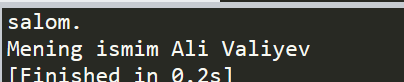 salom.
Mening ismim Ali Valiyev
[Finished in 0.2s]